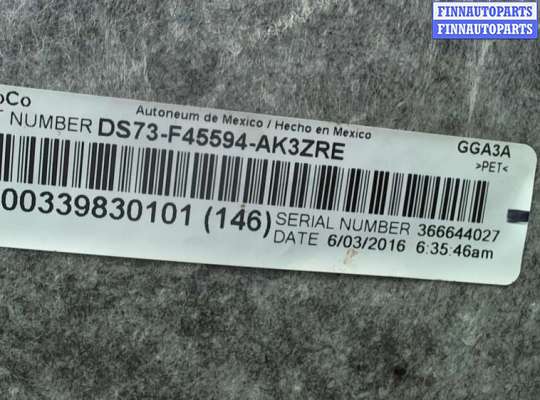 FINNAUTOPARTS
FINNAUTOPARTS
oCo
Autoneum de Mexico / Hecho en Mexico
T NUMBER DS73-F45594-AK3ZRE
GGA3A
>PET<
00339830101 (146)
SERIAL NUMBER 366644027
DATE 6/03/2016 6:35:46am